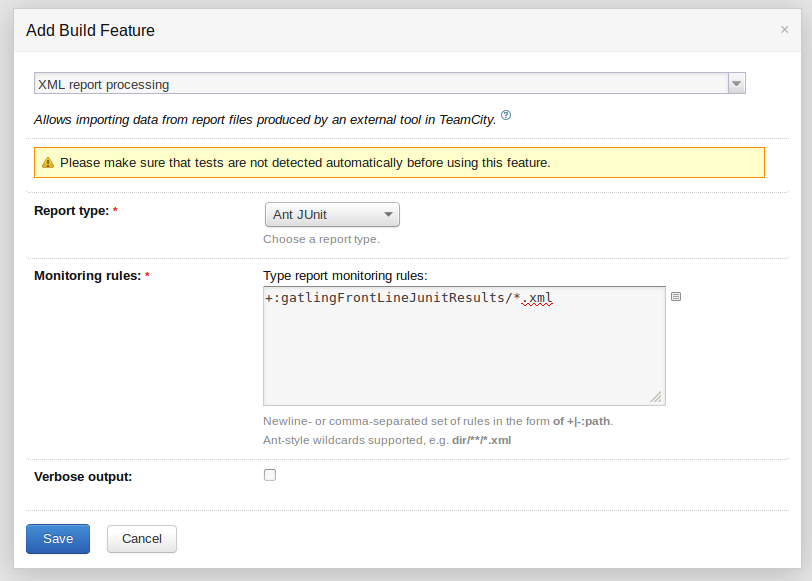 Add Build Feature
×
XML report processing
Allows importing data from report files produced by an external tool in TeamCity. ?
Please make sure that tests are not detected automatically before using this feature.
Report type: * Ant JUnit
Choose a report type.
Monitoring rules: * Type report monitoring rules:
+:gatlingFrontLineJunitResults/*.xml
Newline- or comma-separated set of rules in the form of +|-:path.
Ant-style wildcards supported, e.g. dir/**/*.xml
Verbose output:
Save Cancel